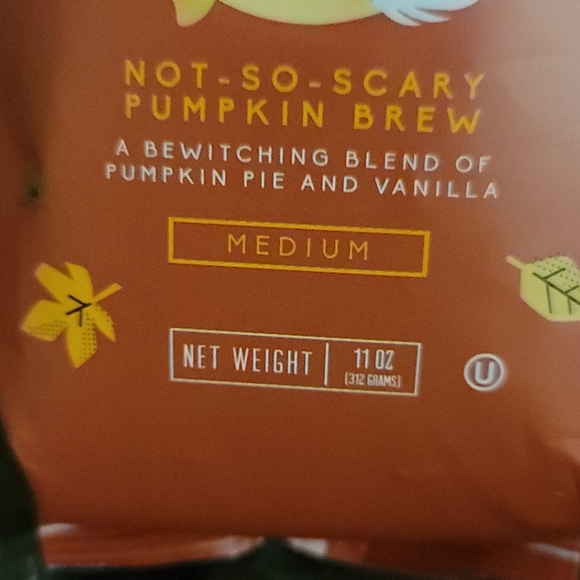 NOT-SO-SCARY
PUMPKIN BREW
A BEWITCHING BLEND OF
PUMPKIN PIE AND VANILLA
MEDIUM
NET WEIGHT 11 OZ
(312 GRAMS)
U